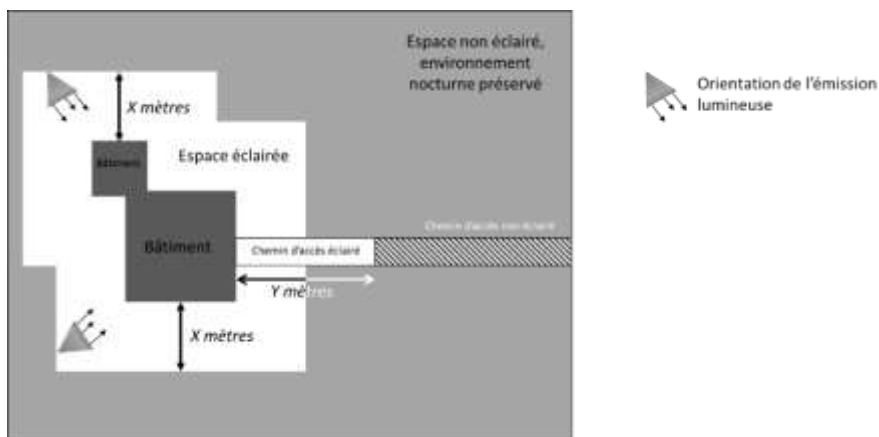 Espace non éclairé,
environnement
nocturne préservé
Orientation de l'émission
lumineuse
X mètres
Bâtiment
Espace éclairée
Chemin d'accès non éclairé
Bâtiment
Chemin d'accès éclairé
Y mètres
X mètres